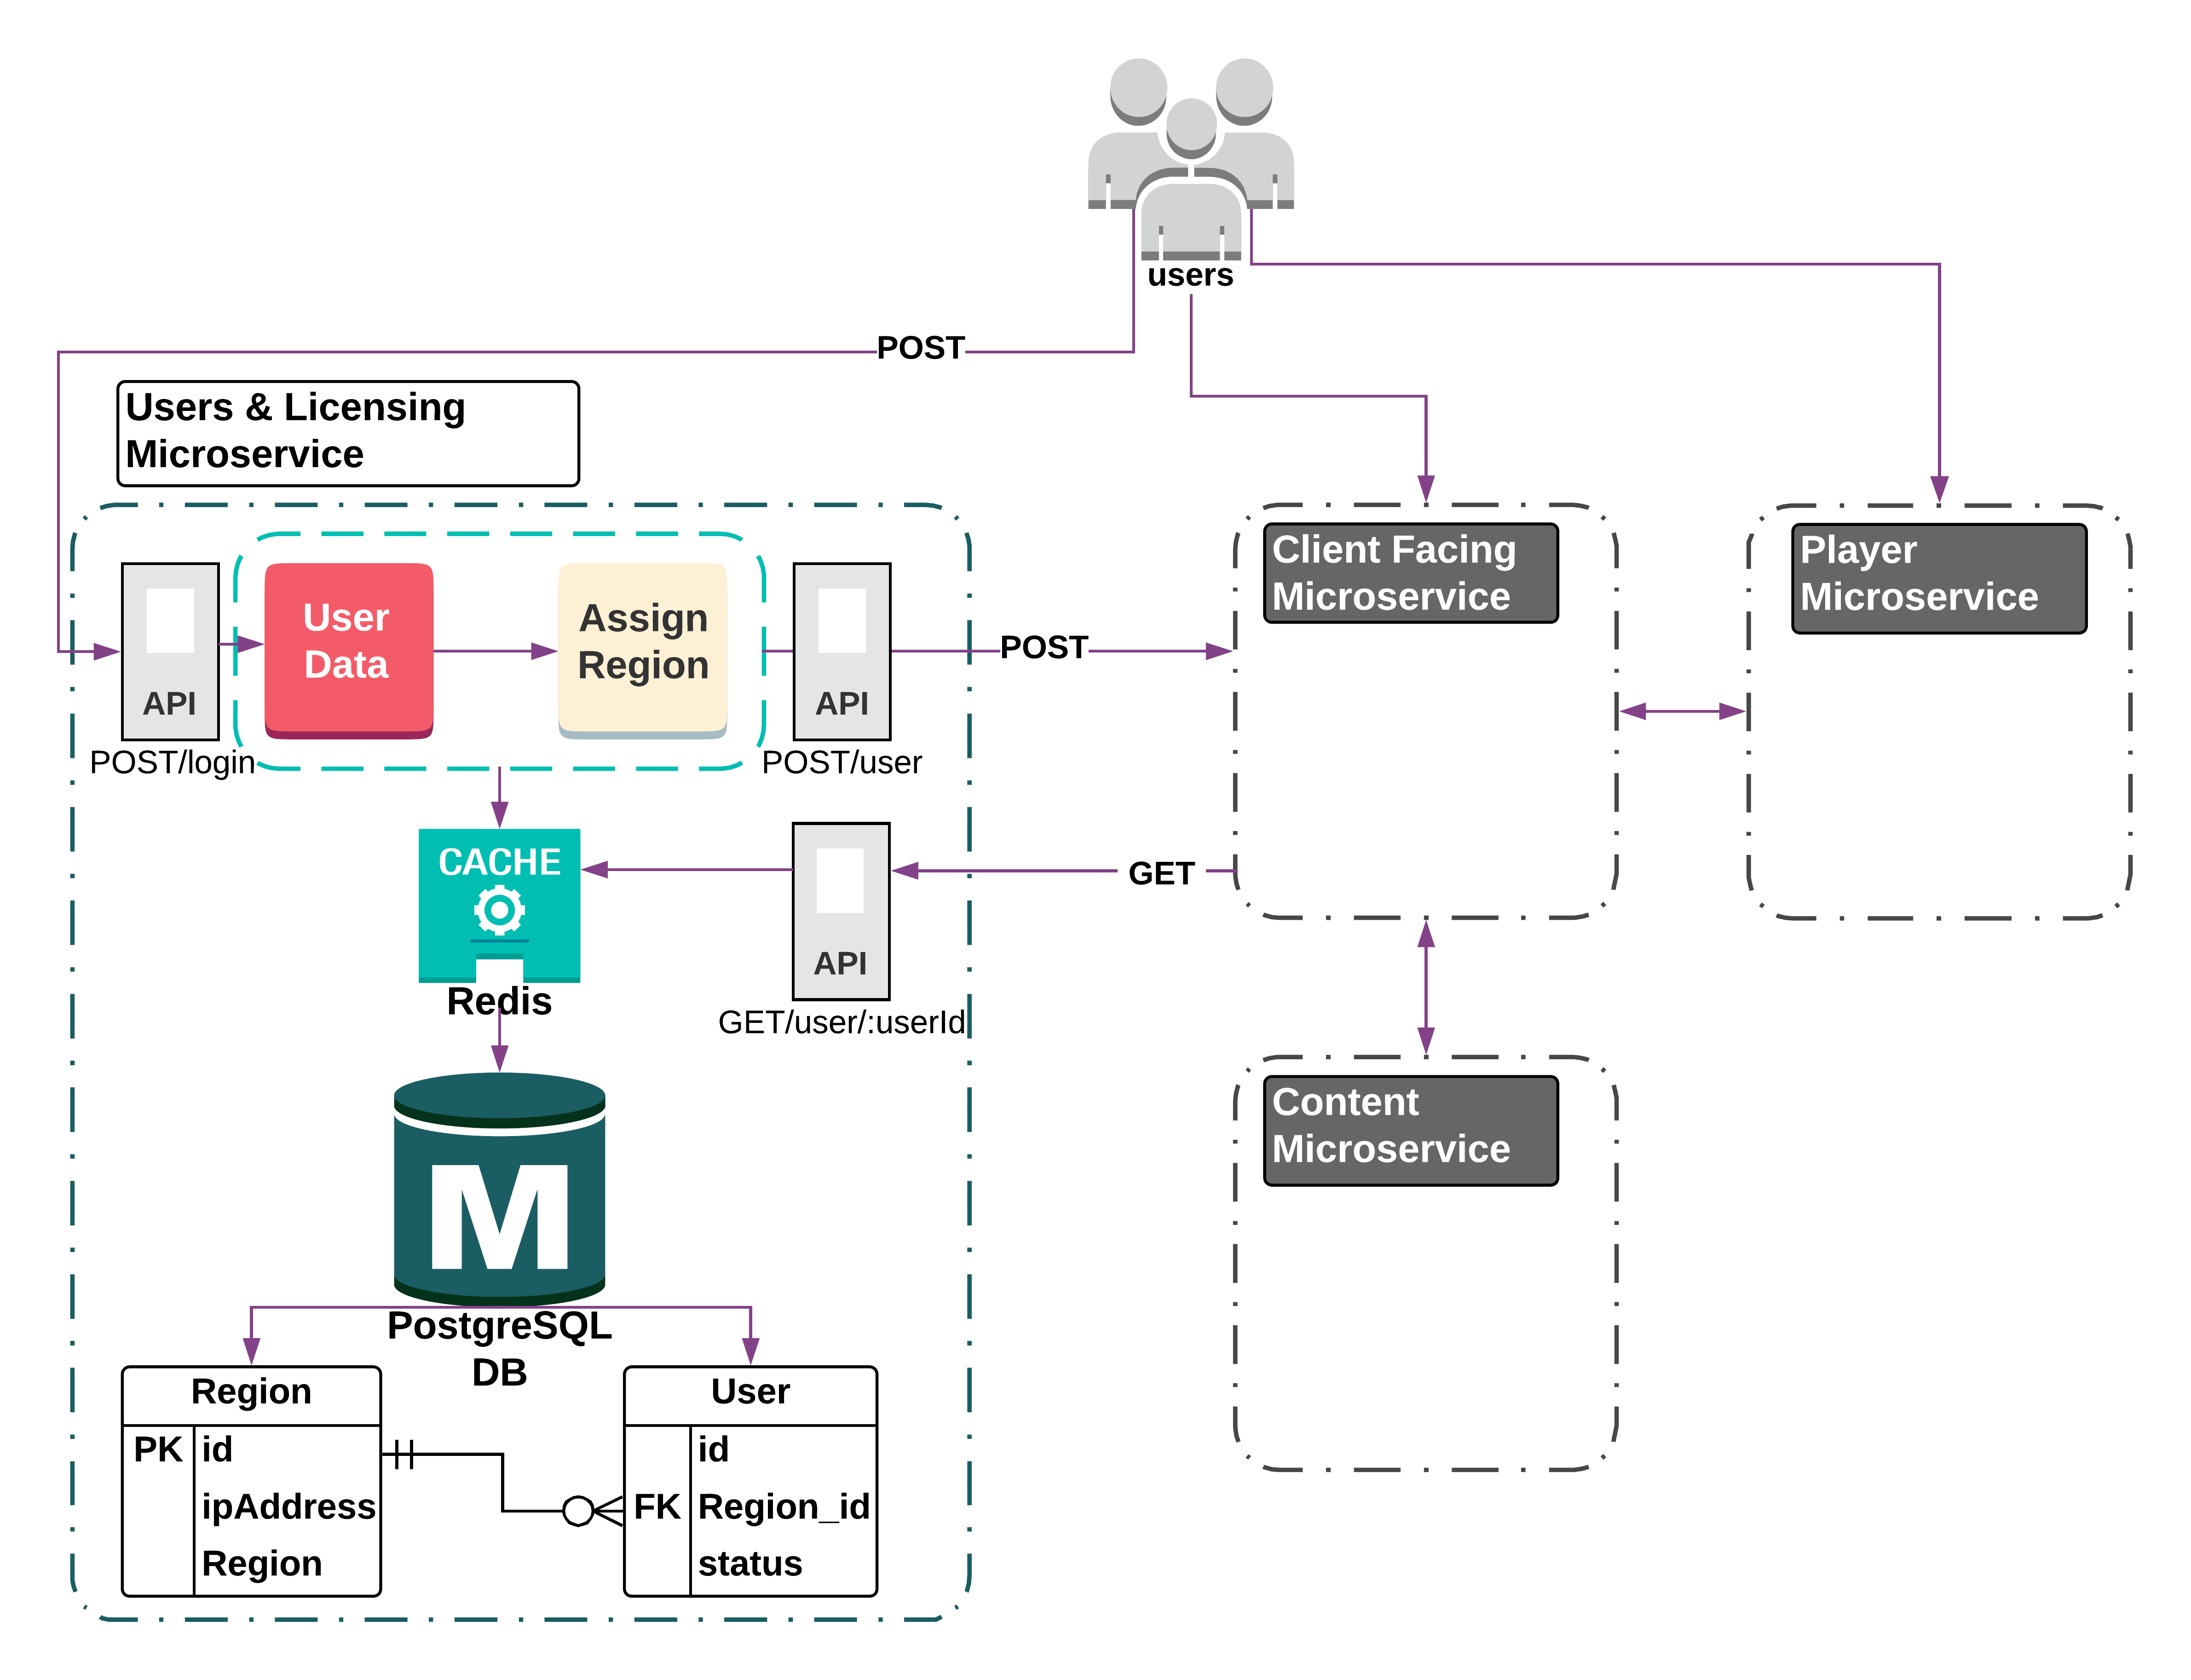 users
POST
Users & Licensing
Microservice
Client Facing
Microservice
Player
Microservice
User
Data
Assign
Region
API
API
POST
POST/login
POST/user
CACHE
GET
API
Redis
GET/user/:userId
Content
Microservice
M
PostgreSQL
DB
Region
PK
id
ipAddress
Region
User
id
FK
Region_id
status